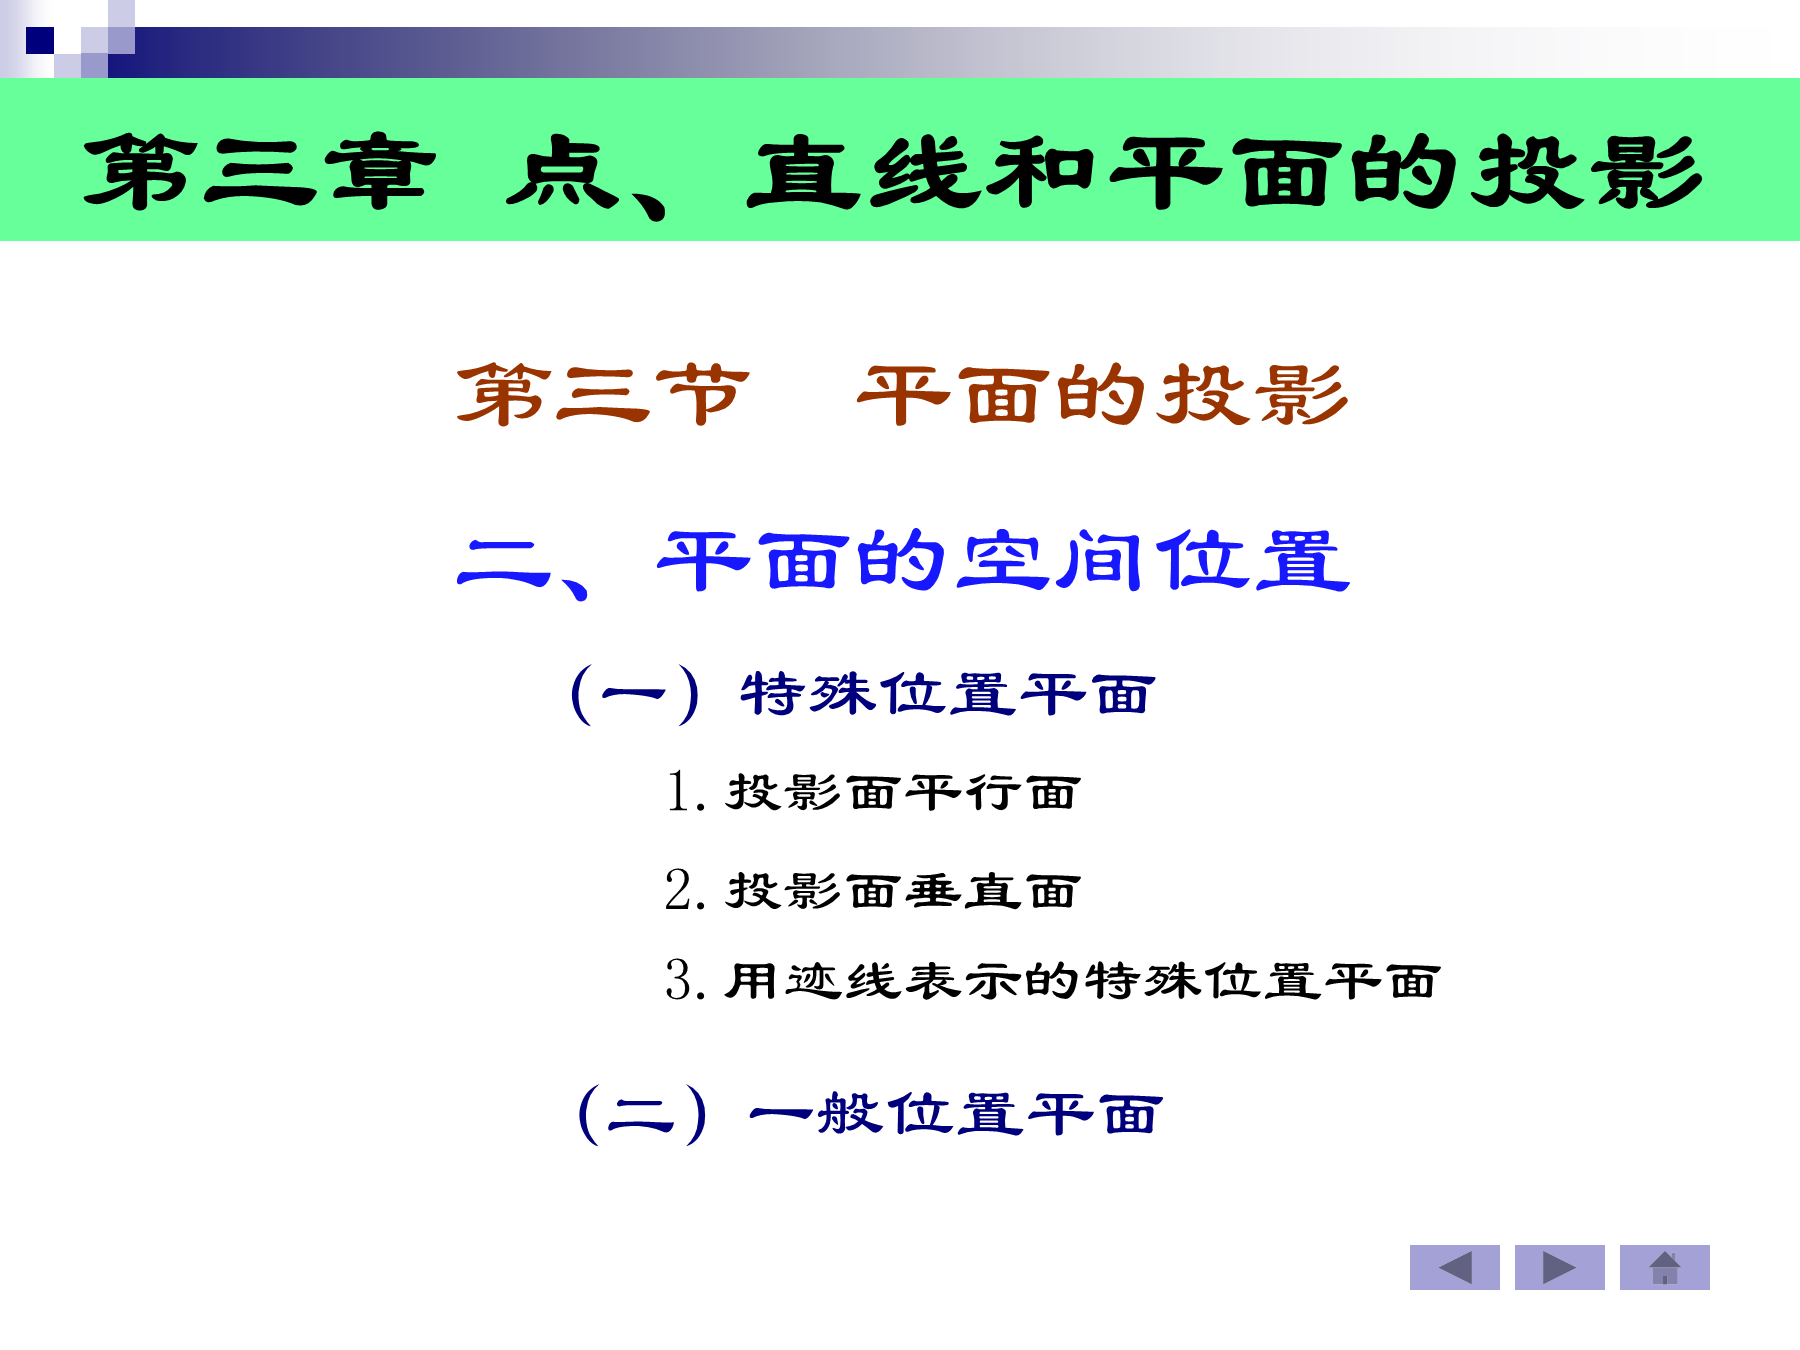 第三章 点、直线和平面的投影
第三节 平面的投影
二、平面的空间位置
(一) 特殊位置平面
1. 投影面平行面
2. 投影面垂直面
3. 用迹线表示的特殊位置平面
(二) 一般位置平面